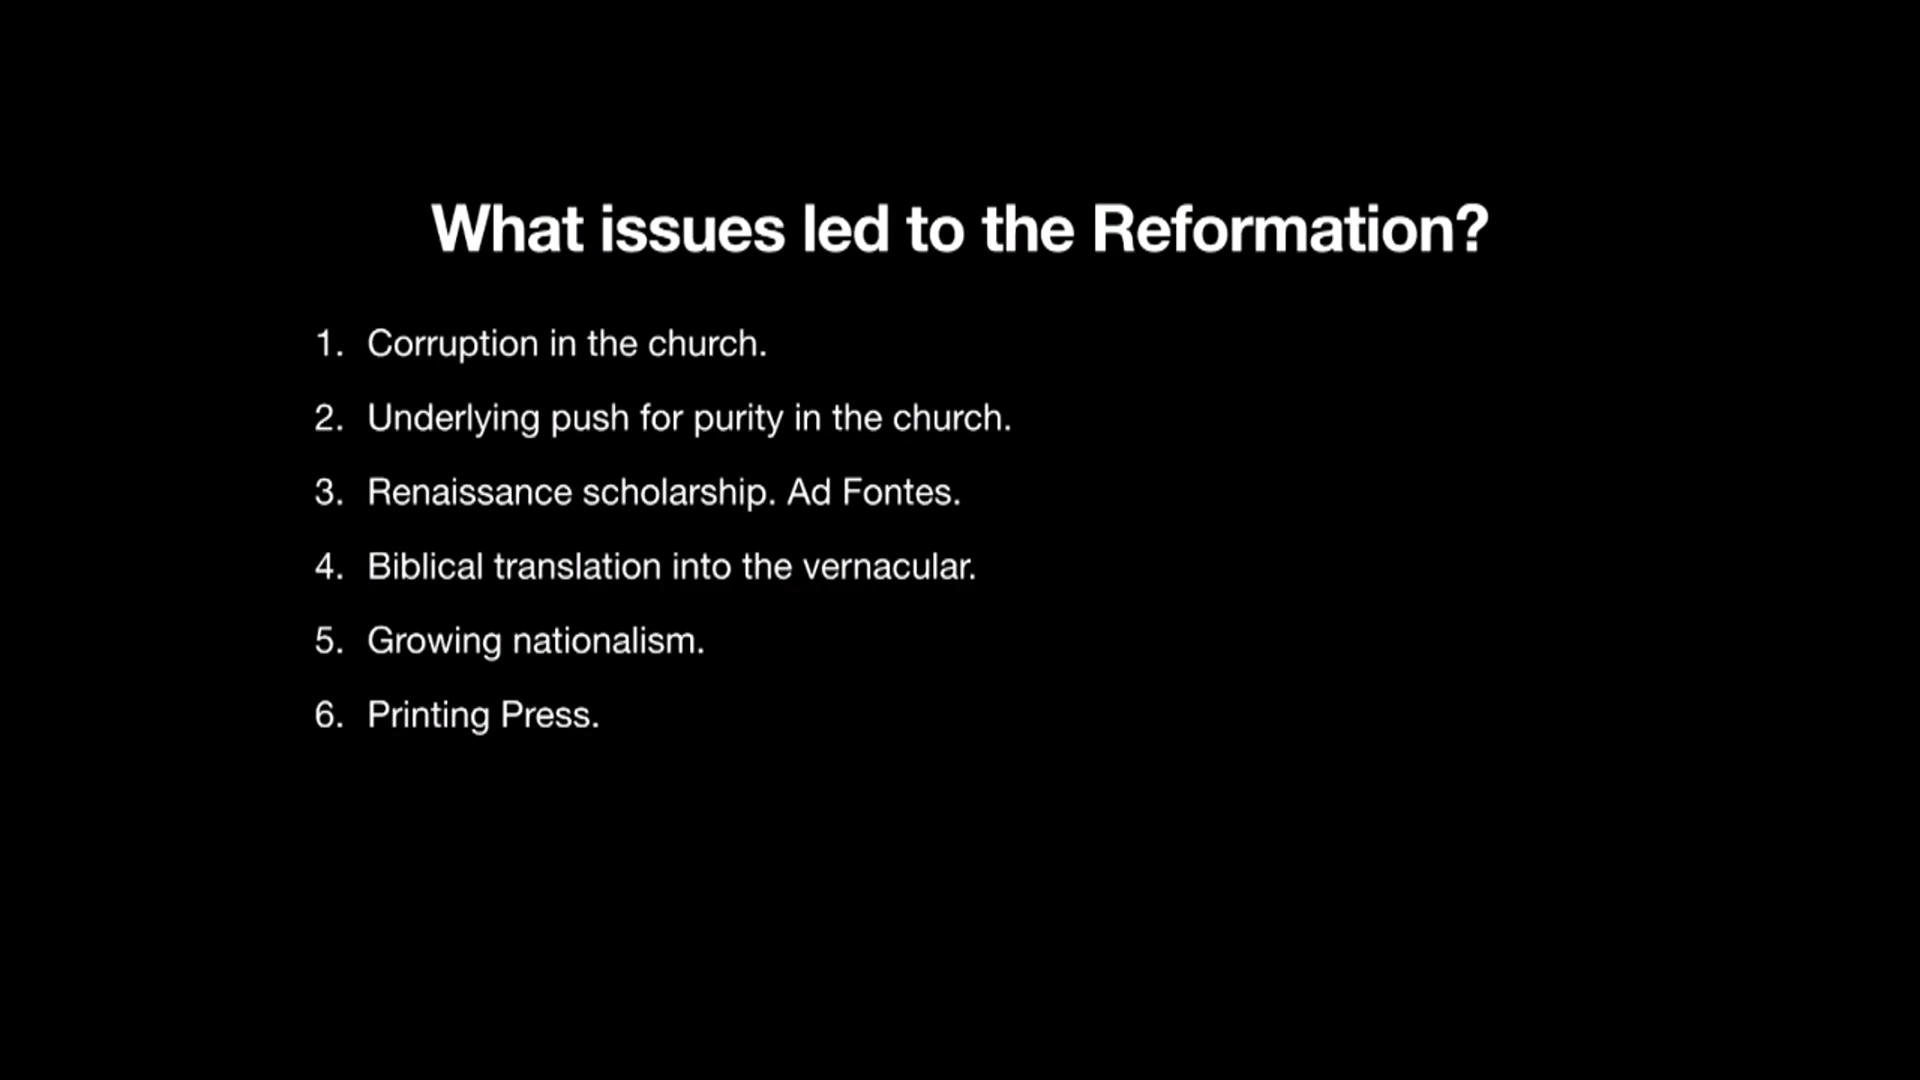 What issues led to the Reformation?
1. Corruption in the church.
2. Underlying push for purity in the church.
3. Renaissance scholarship. Ad Fontes.
4. Biblical translation into the vernacular.
5. Growing nationalism.
6. Printing Press.